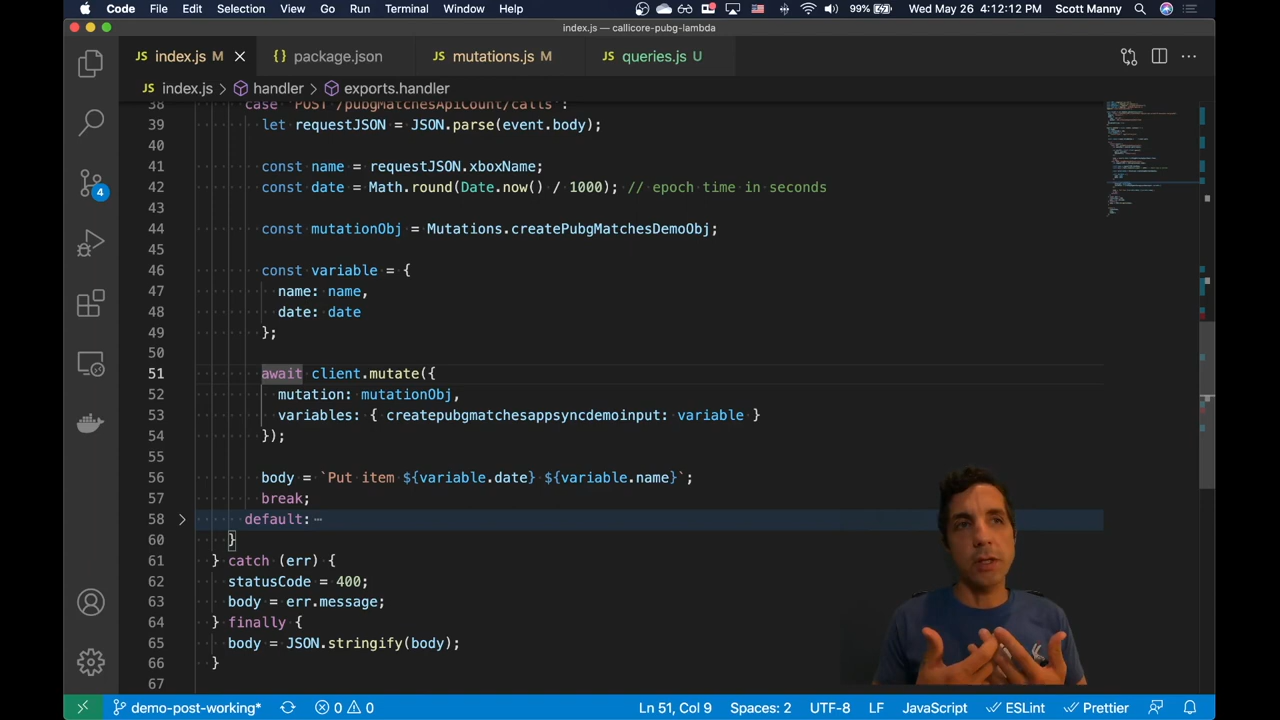 Code File Edit Selection View Go Run Terminal Window Help 99% Wed May 26 4:12:12 PM Scott Manny
index.js — callicore-pubg-lambda
JS index.js M {} package.json JS mutations.js M JS queries.js U
JS index.js > handler > exports.handler
38 case `POST /pubgMatchesApiCount/calls`:
39 let requestJSON = JSON.parse(event.body);
40
41 const name = requestJSON.xboxName;
42 const date = Math.round(Date.now() / 1000); // epoch time in seconds
43
44 const mutationObj = Mutations.createPubgMatchesDemoObj;
45
46 const variable = {
47 name: name,
48 date: date
49 };
50
51 await client.mutate({
52 mutation: mutationObj,
53 variables: { createpubgmatchesappsyncdemoinput: variable }
54 });
55
56 body = `Put item ${variable.date} ${variable.name}`;
57 break;
58 default: ⋯
60 }
61 } catch (err) {
62 statusCode = 400;
63 body = err.message;
64 } finally {
65 body = JSON.stringify(body);
66 }
67
4
demo-post-working* 0 0 Ln 51, Col 9 Spaces: 2 UTF-8 LF JavaScript ESLint Prettier